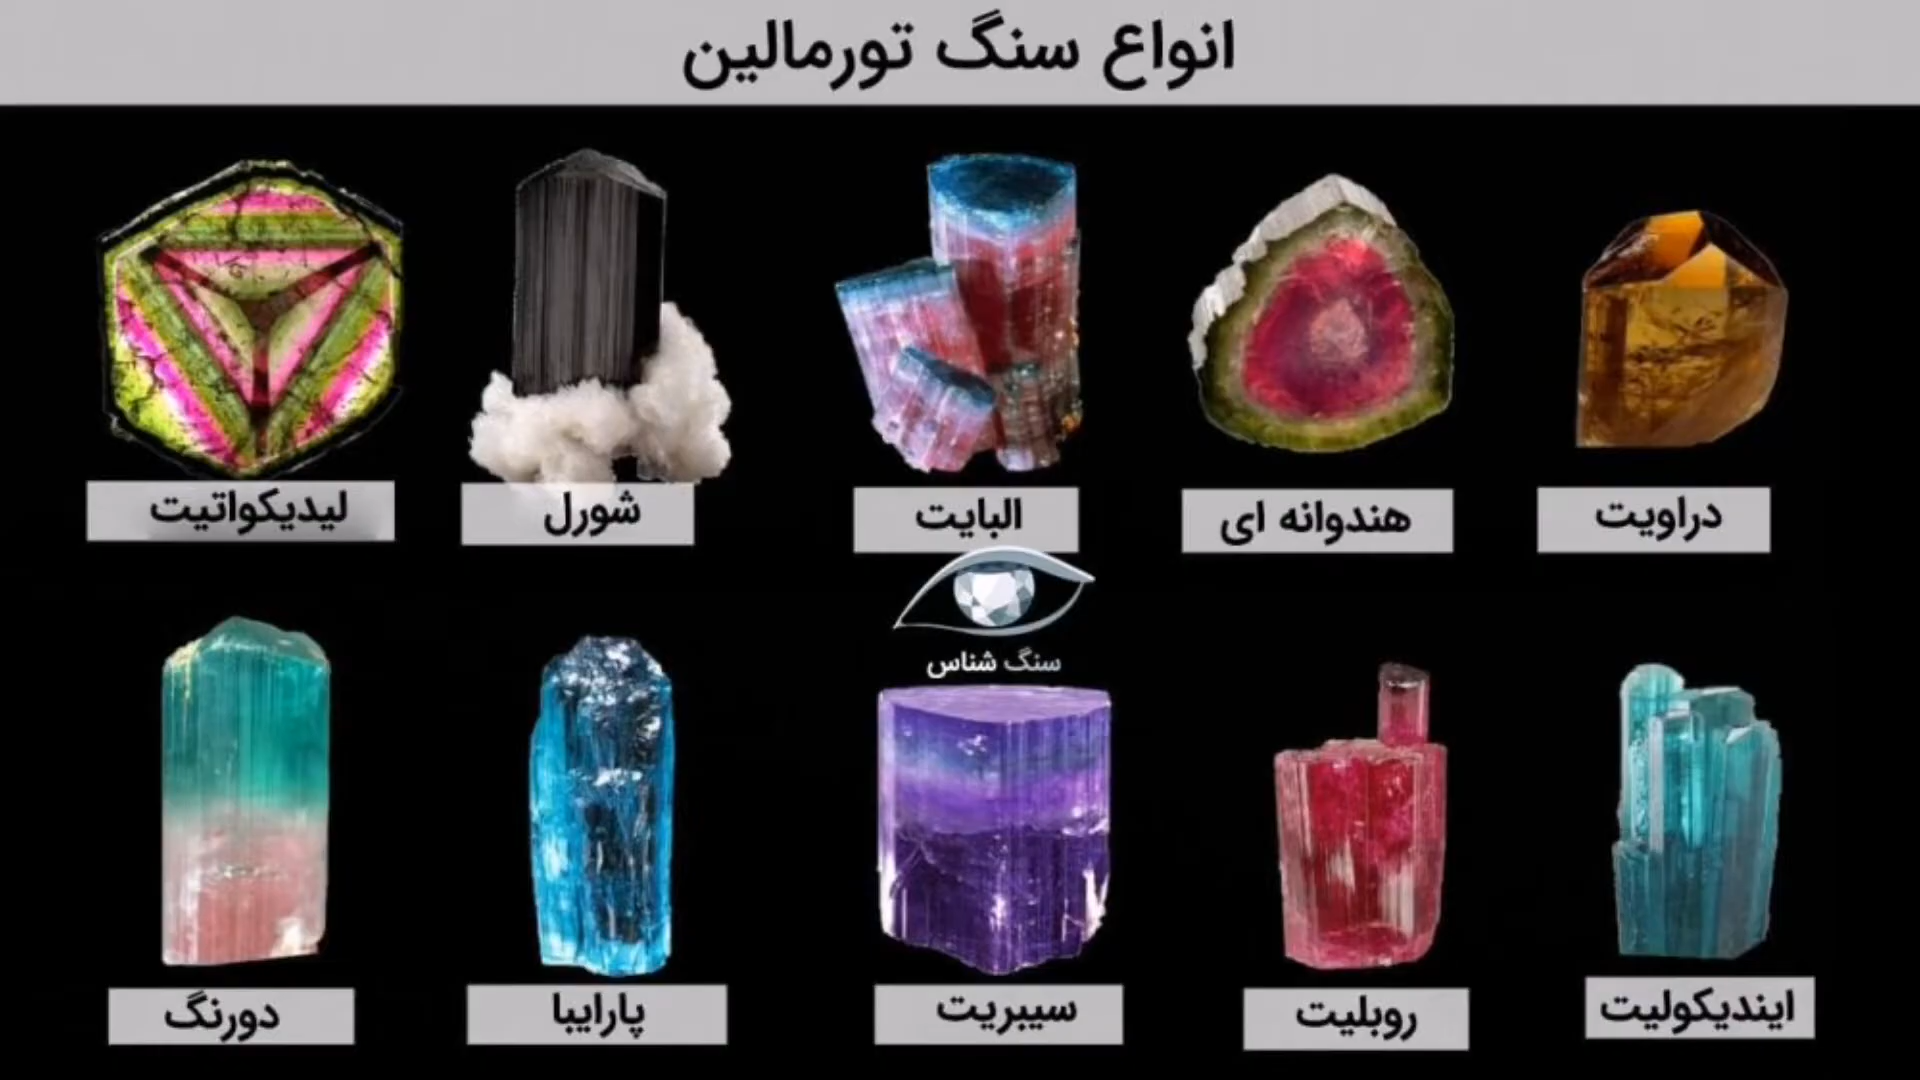 انواع سنگ تورمالین
دراویت
هندوانه ای
البایت
شورل
لیدیکواتیت
سنگ شناس
ایندیکولیت
روبلیت
سیبریت
پارایبا
دورنگ